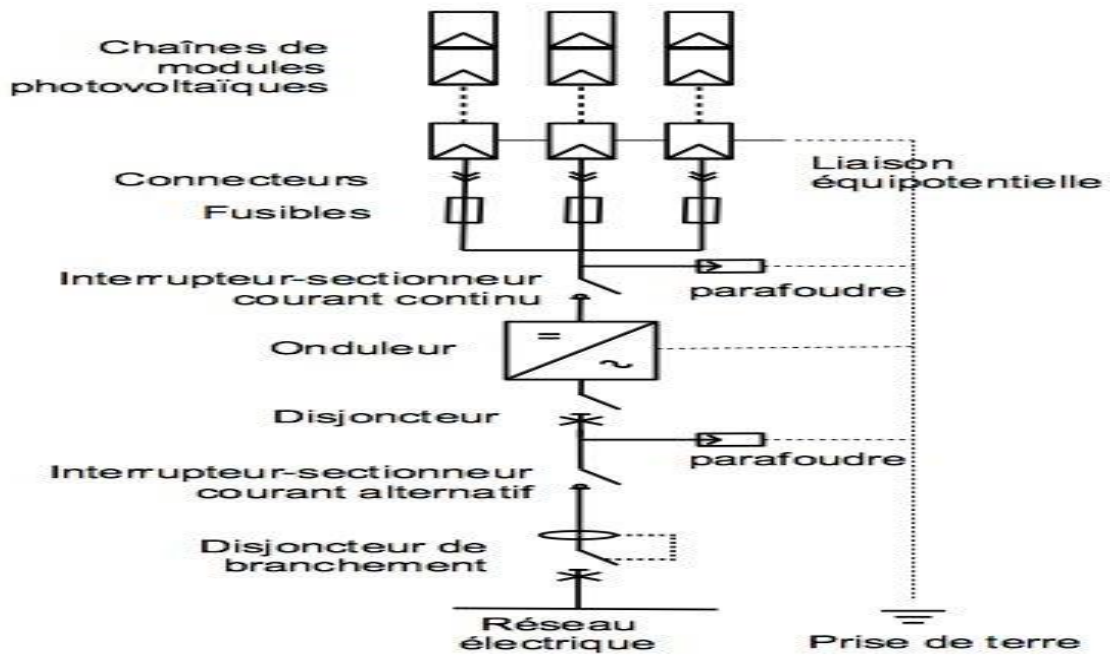 Chaînes de
modules
photovoltaïques
Liaison
équipotentielle
Connecteurs
Fusibles
Interrupteur-sectionneur
courant continu
parafoudre
Onduleur
Disjoncteur
parafoudre
Interrupteur-sectionneur
courant alternatif
Disjoncteur de
branchement
Réseau
électrique
Prise de terre